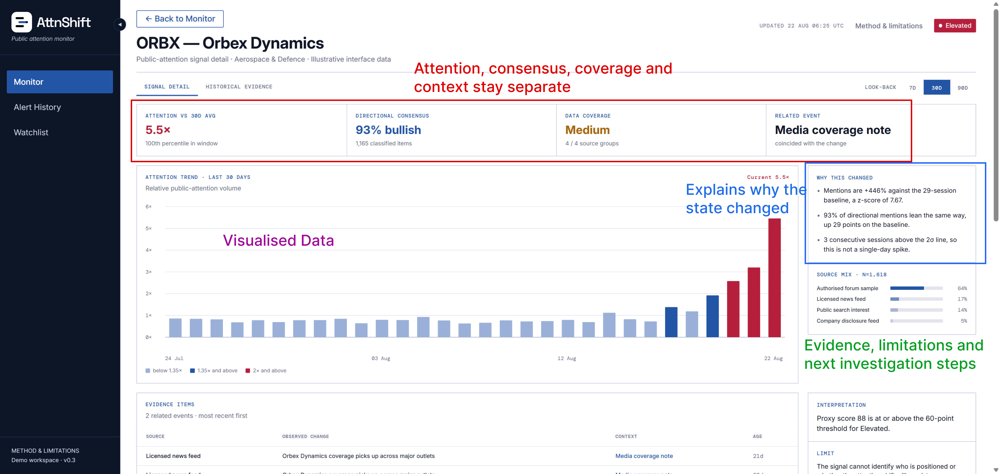 AttnShift
Public attention monitor
Monitor
Alert History
Watchlist
METHOD & LIMITATIONS
Demo workspace · v0.3
← Back to Monitor
UPDATED 22 AUG 06:25 UTC
Method & limitations
Elevated
ORBX — Orbex Dynamics
Public-attention signal detail · Aerospace & Defence · Illustrative interface data
Attention, consensus, coverage and
context stay separate
SIGNAL DETAIL
HISTORICAL EVIDENCE
LOOK-BACK
7D
30D
90D
ATTENTION VS 30D AVG
5.5×
100th percentile in window
DIRECTIONAL CONSENSUS
93% bullish
1,165 classified items
DATA COVERAGE
Medium
4 / 4 source groups
RELATED EVENT
Media coverage note
coincided with the change
ATTENTION TREND · LAST 30 DAYS
Relative public-attention volume
Current 5.5×
Explains why the
state changed
Visualised Data
6×
5×
4×
3×
2×
1×
0×
24 Jul
03 Aug
12 Aug
22 Aug
below 1.35×
1.35× and above
2× and above
WHY THIS CHANGED
• Mentions are +446% against the 29-session
baseline, a z-score of 7.67.
• 93% of directional mentions lean the same way,
up 29 points on the baseline.
• 3 consecutive sessions above the 2σ line, so
this is not a single-day spike.
SOURCE MIX · N=1,618
Authorised forum sample 64%
Licensed news feed 17%
Public search interest 14%
Company disclosure feed 5%
Evidence, limitations and
next investigation steps
EVIDENCE ITEMS
2 related events · most recent first
SOURCE OBSERVED CHANGE CONTEXT AGE
Licensed news feed Orbex Dynamics coverage picks up across major outlets Media coverage note 21d
INTERPRETATION
Proxy score 88 is at or above the 60-point
threshold for Elevated.
LIMIT
The signal cannot identify who is positioned or